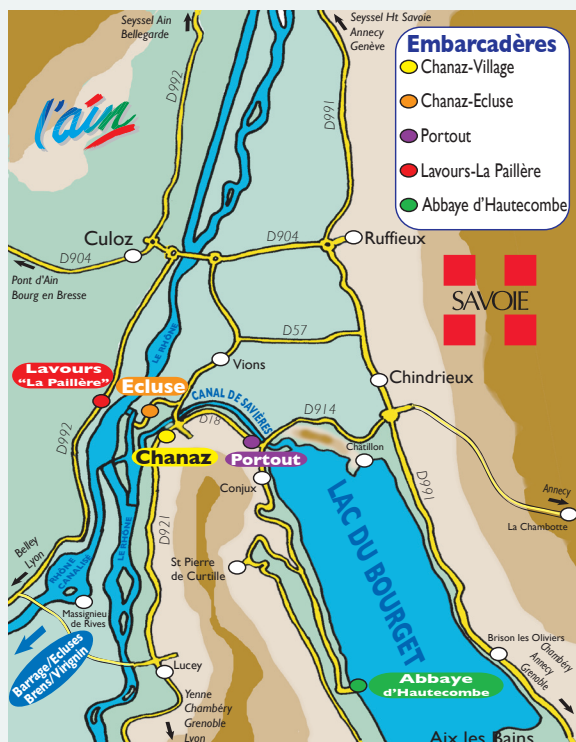 Seyssel Ain
Bellegarde
Seyssel Ht Savoie
Annecy
Genève
Embarcadères
Chanaz-Village
Chanaz-Ecluse
Portout
Lavours-La Paillère
Abbaye d'Hautecombe
l'ain
D992
D991
Culoz
D904
D904
Ruffieux
Pont d'Ain
Bourg en Bresse
SAVOIE
LE RHÔNE
D57
Lavours
"La Paillère"
Ecluse
Vions
CANAL DE SAVIÈRES
Chindrieux
D914
D18
Chanaz
Portout
Châtillon
D992
D991
Conjux
Annecy
La Chambotte
LE RHÔNE
D921
LAC DU BOURGET
Belley
Lyon
RHÔNE
CANALISÉ
St Pierre
de Curtille
Massignieu
de Rives
Barrage/Ecluses
Brens/Virignin
Lucey
Brison les Oliviers
Chambéry
Annecy
Grenoble
Abbaye
d'Hautecombe
Yenne
Chambéry
Grenoble
Lyon
Aix les Bains